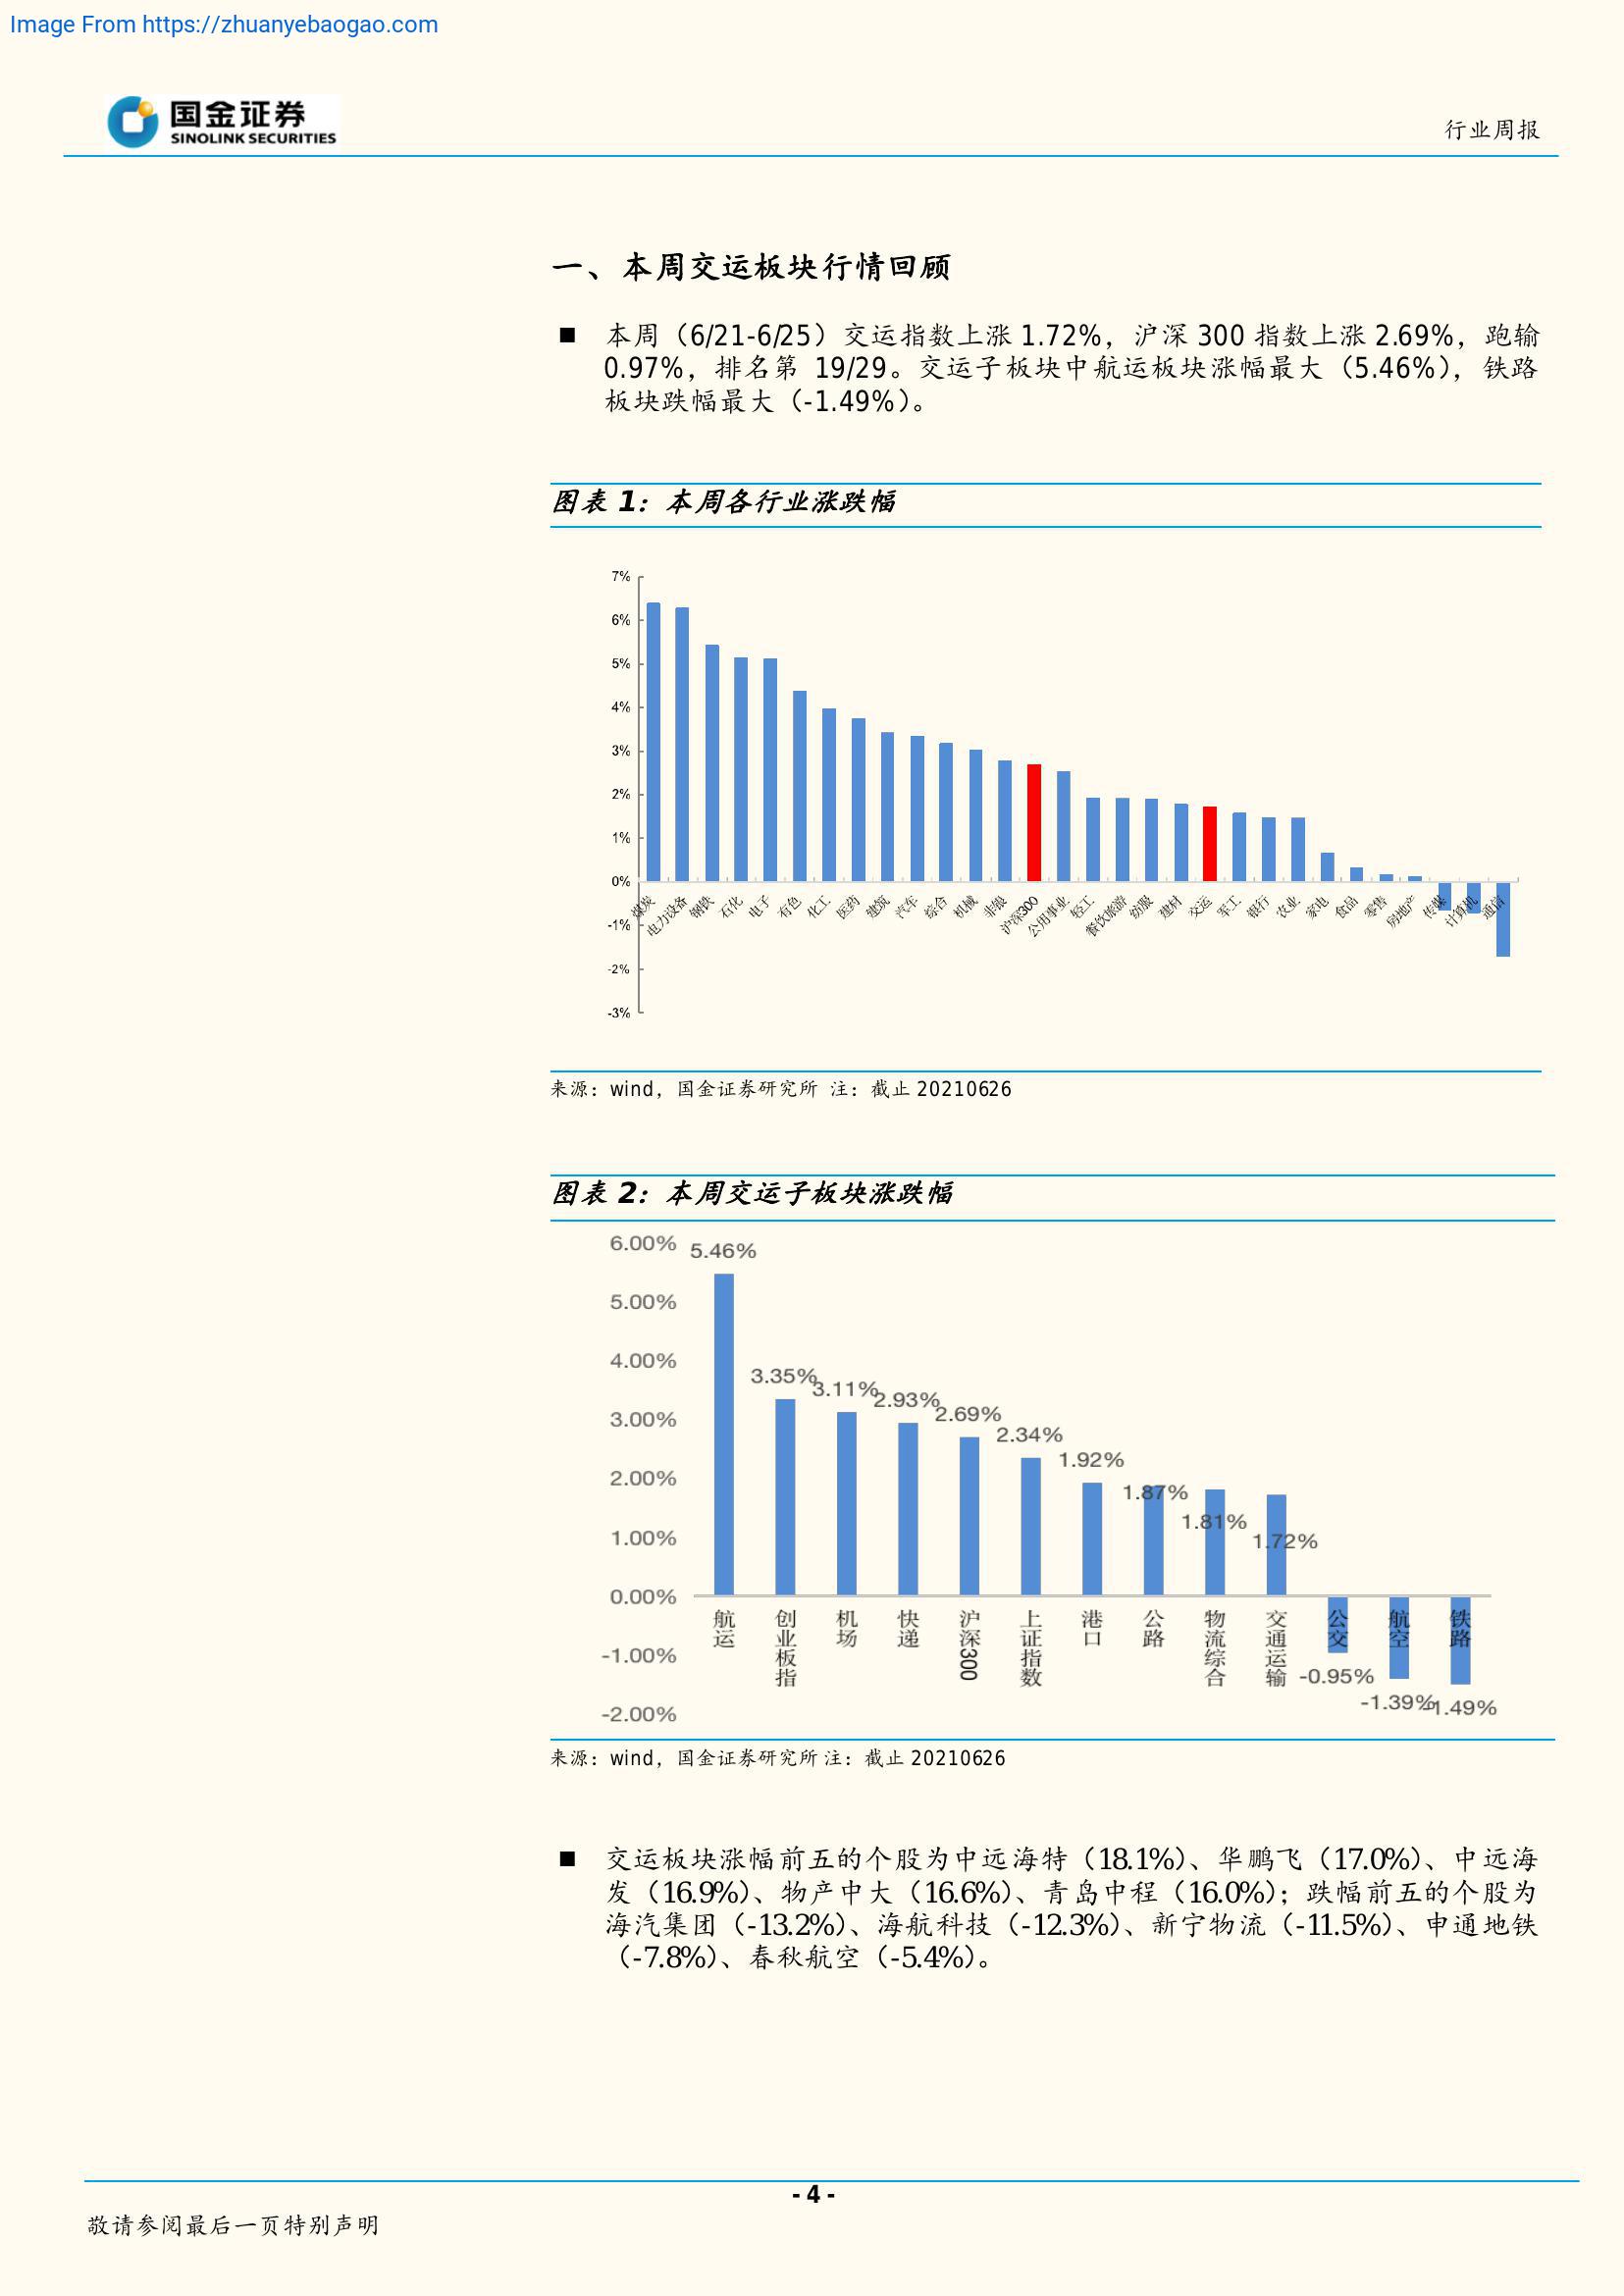 Image From https://zhuanyebaogao.com
国金证券
SINOLINK SECURITIES
行业周报
一、本周交运板块行情回顾
■ 本周（6/21-6/25）交运指数上涨 1.72%，沪深 300 指数上涨 2.69%，跑输
0.97%，排名第 19/29。交运子板块中航运板块涨幅最大（5.46%），铁路
板块跌幅最大（-1.49%）。
图表 1：本周各行业涨跌幅
7%
6%
5%
4%
3%
2%
1%
0%
-1%
-2%
-3%
煤炭
电力设备
钢铁
石化
电子
有色
化工
医药
建筑
汽车
综合
机械
非银
沪深300
公用事业
轻工
餐饮旅游
纺服
建材
交运
军工
银行
农业
家电
食品
零售
房地产
传媒
计算机
通信
来源：wind，国金证券研究所 注：截止 20210626
图表 2：本周交运子板块涨跌幅
6.00%
5.00%
4.00%
3.00%
2.00%
1.00%
0.00%
-1.00%
-2.00%
5.46%
3.35%
3.11%
2.93%
2.69%
2.34%
1.92%
1.87%
1.81%
1.72%
-0.95%
-1.39%
-1.49%
航运
创业板指
机场
快递
沪深300
上证指数
港口
公路
物流综合
交通运输
公交
航空
铁路
来源：wind，国金证券研究所 注：截止 20210626
■ 交运板块涨幅前五的个股为中远海特（18.1%）、华鹏飞（17.0%）、中远海
发（16.9%）、物产中大（16.6%）、青岛中程（16.0%）；跌幅前五的个股为
海汽集团（-13.2%）、海航科技（-12.3%）、新宁物流（-11.5%）、申通地铁
（-7.8%）、春秋航空（-5.4%）。
- 4 -
敬请参阅最后一页特别声明